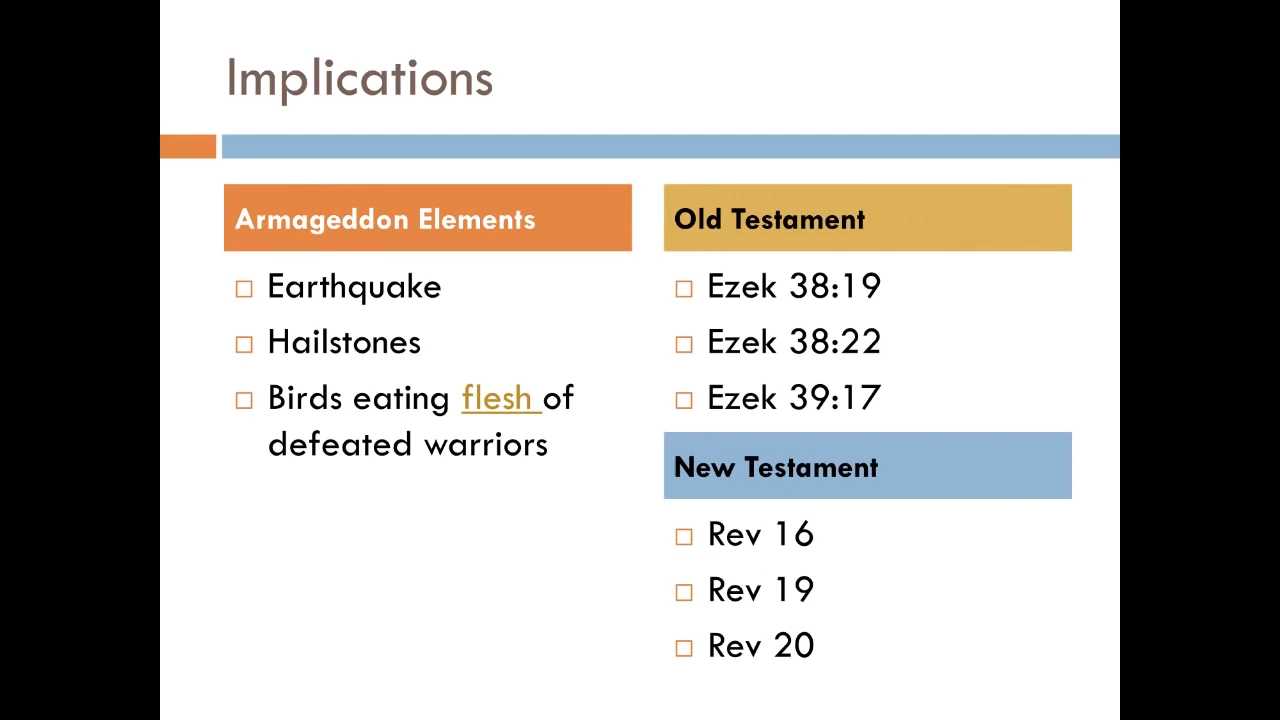 Implications
Armageddon Elements
Earthquake
Hailstones
Birds eating flesh of
defeated warriors
Old Testament
Ezek 38:19
Ezek 38:22
Ezek 39:17
New Testament
Rev 16
Rev 19
Rev 20